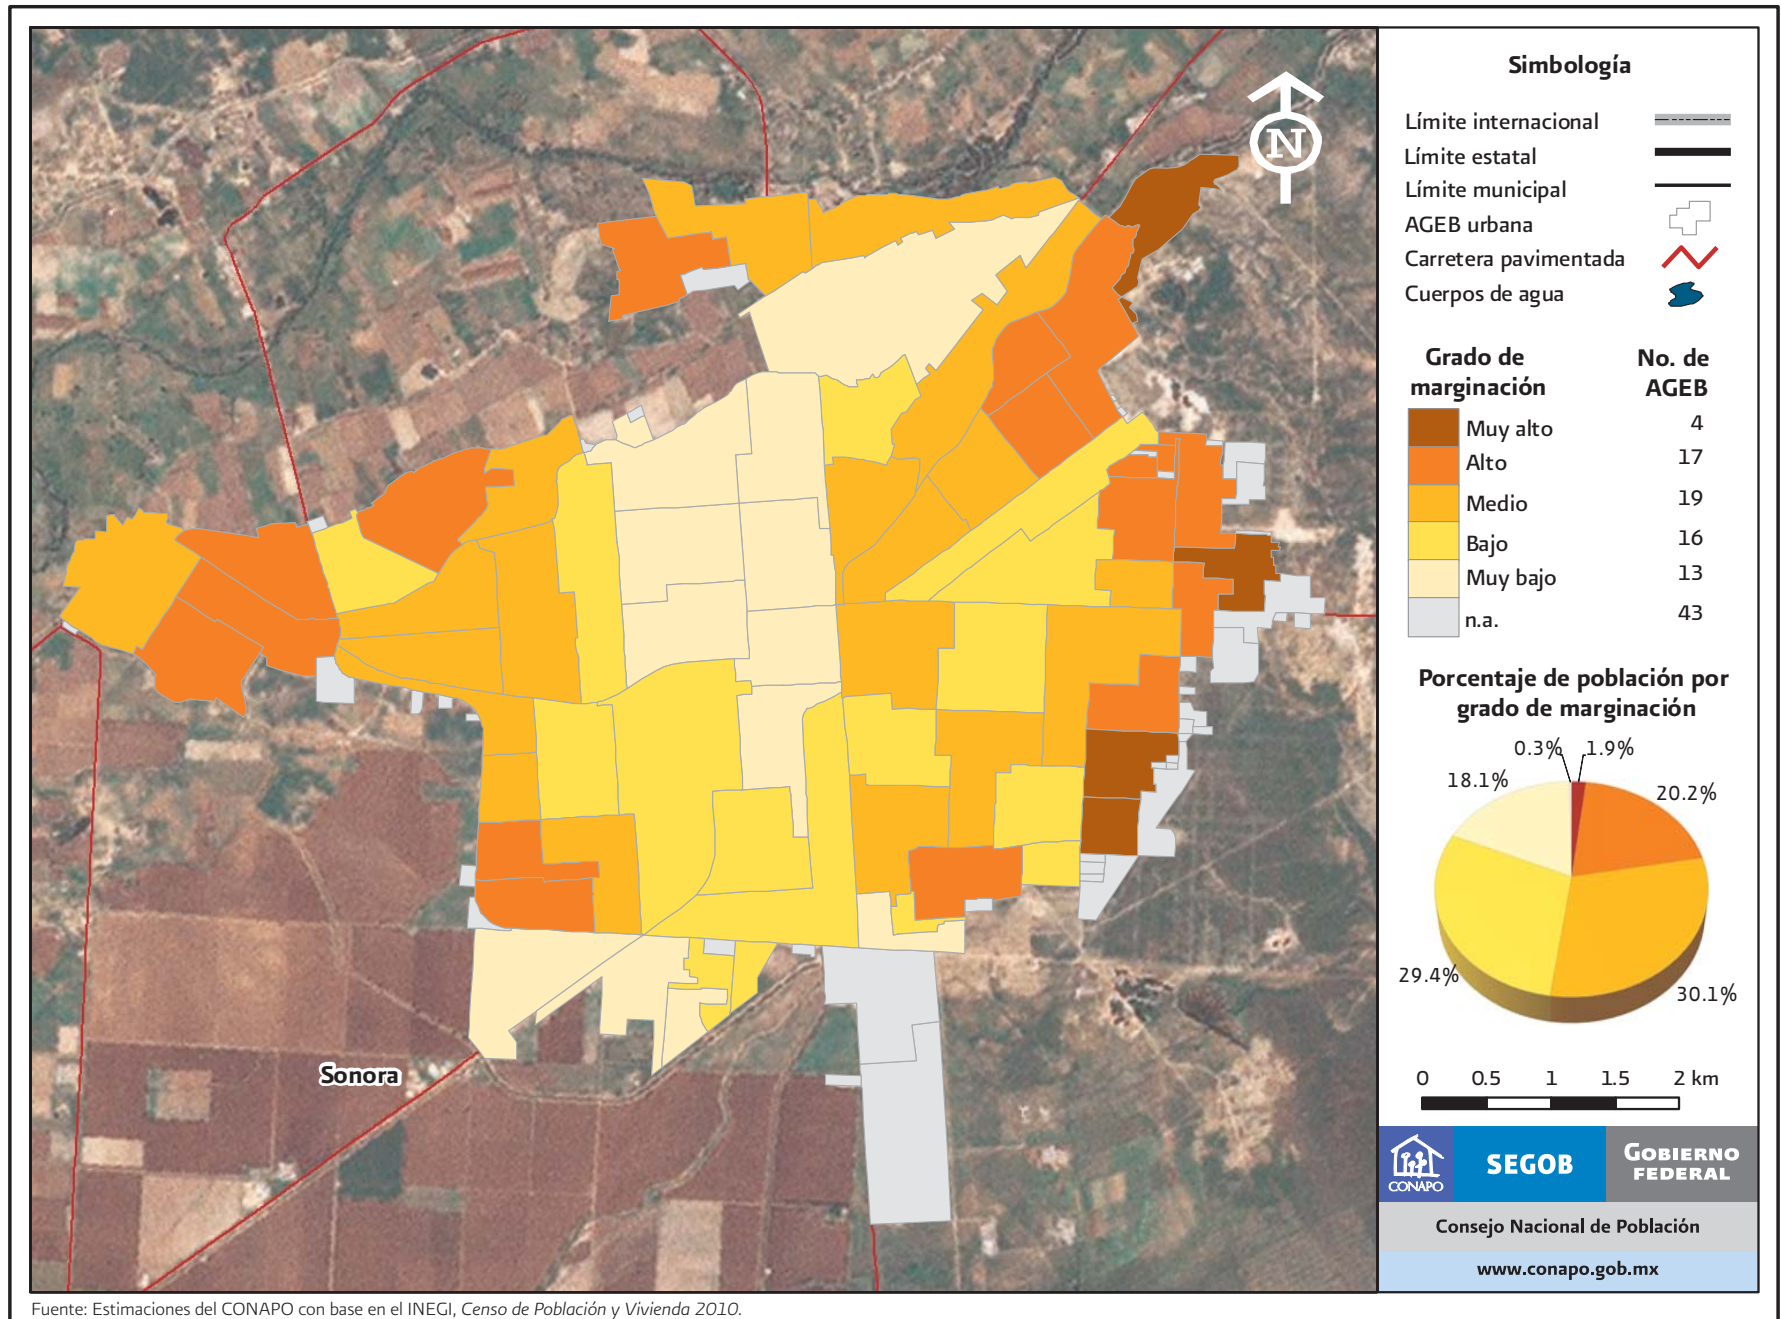 N
Sonora
Simbología
Límite internacional
Límite estatal
Límite municipal
AGEB urbana
Carretera pavimentada
Cuerpos de agua
Grado de marginación
No. de AGEB
Muy alto 4
Alto 17
Medio 19
Bajo 16
Muy bajo 13
n.a. 43
Porcentaje de población por
grado de marginación
0.3% 1.9%
18.1% 20.2%
29.4% 30.1%
0 0.5 1 1.5 2 km
CONAPO
SEGOB
GOBIERNO
FEDERAL
Consejo Nacional de Población
www.conapo.gob.mx
Fuente: Estimaciones del CONAPO con base en el INEGI, Censo de Población y Vivienda 2010.